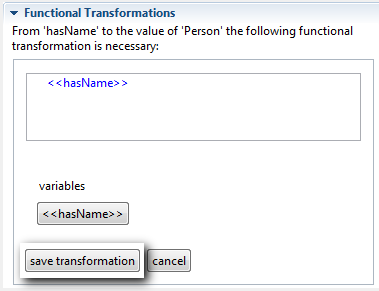 Functional Transformations
From 'hasName' to the value of 'Person' the following functional
transformation is necessary:
<<hasName>>
variables
<<hasName>>
save transformation cancel